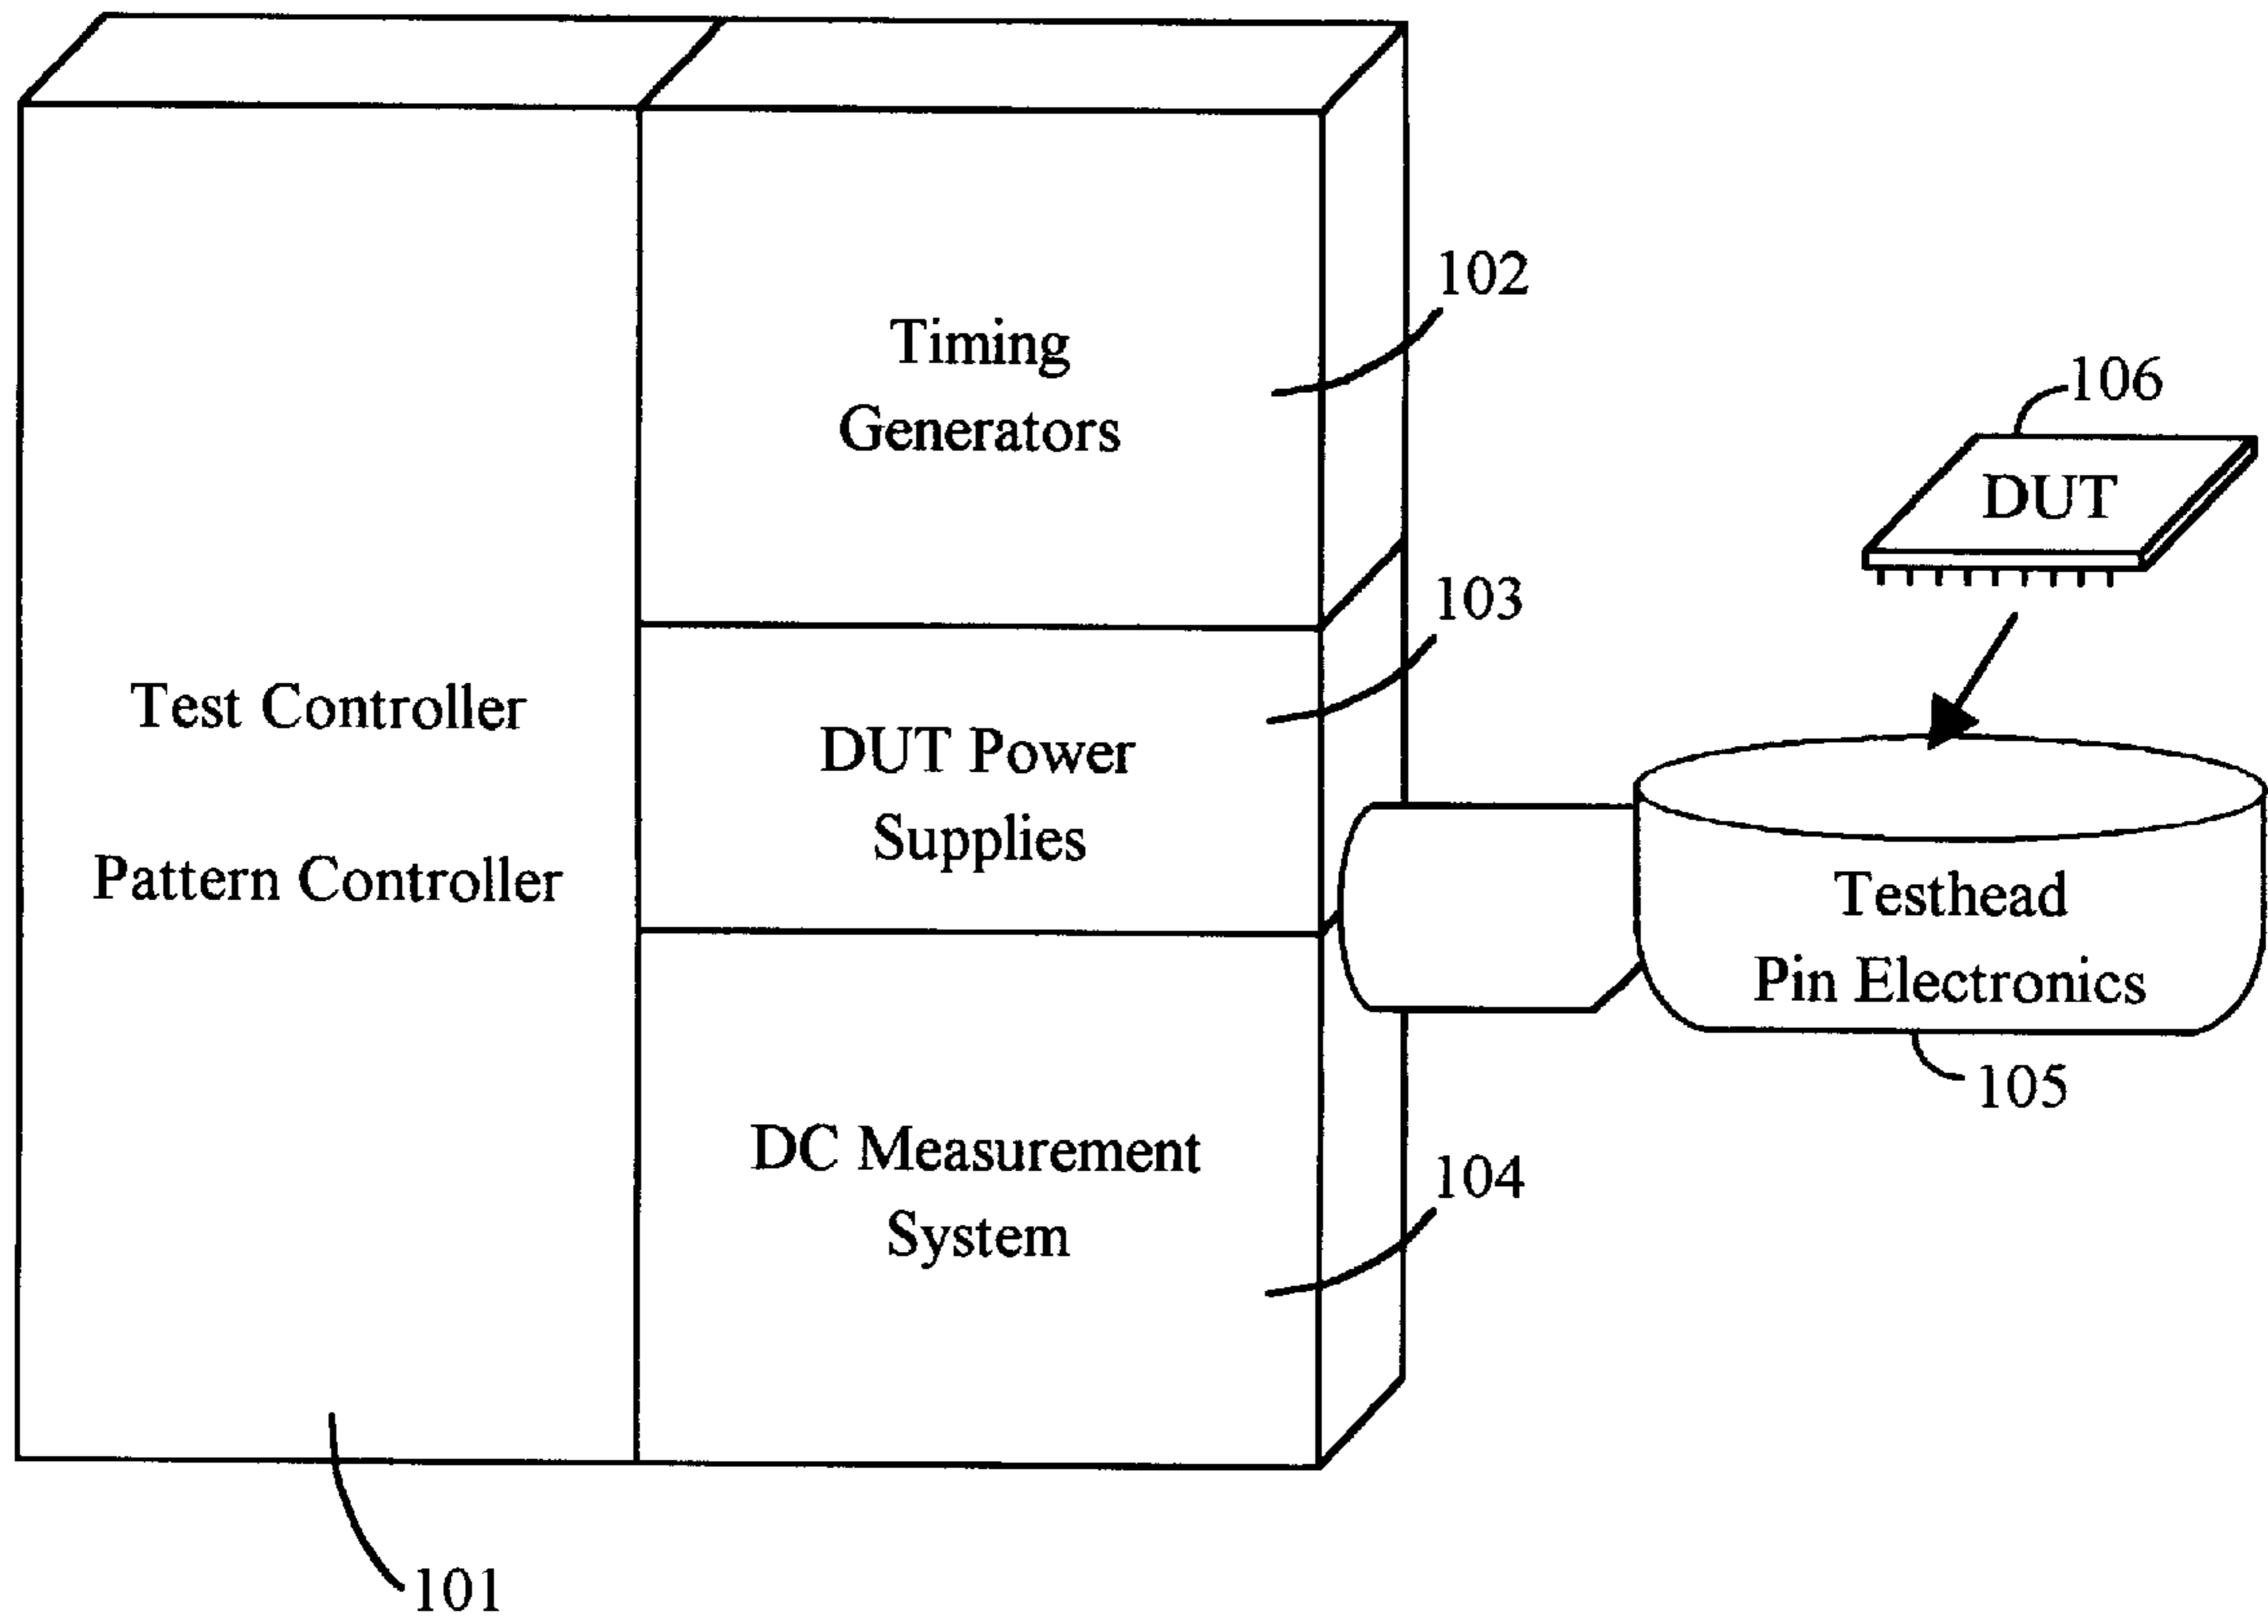 Test Controller
Pattern Controller
101
Timing
Generators
102
DUT Power
Supplies
103
DC Measurement
System
104
DUT
106
Testhead
Pin Electronics
105